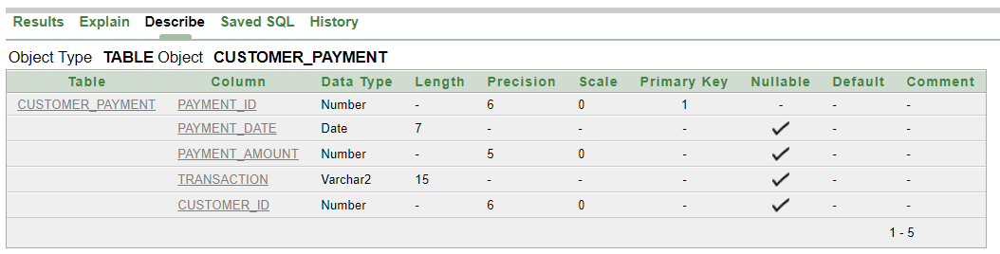 Results Explain Describe Saved SQL History
Object Type TABLE Object CUSTOMER_PAYMENT
Table Column Data Type Length Precision Scale Primary Key Nullable Default Comment
CUSTOMER_PAYMENT PAYMENT_ID Number - 6 0 1 - - -
PAYMENT_DATE Date 7 - - - ✓ - -
PAYMENT_AMOUNT Number - 5 0 - ✓ - -
TRANSACTION Varchar2 15 - - - ✓ - -
CUSTOMER_ID Number - 6 0 - ✓ - -
1 - 5